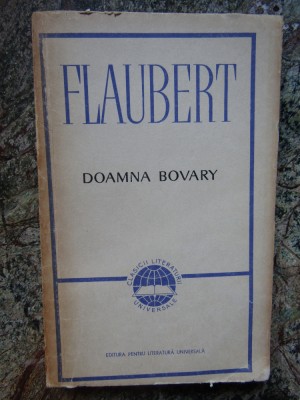 FLAUBERT
DOAMNA BOVARY
CLASICII LITERATURII
UNIVERSALE
EDITURA PENTRU LITERATURĂ UNIVERSALĂ